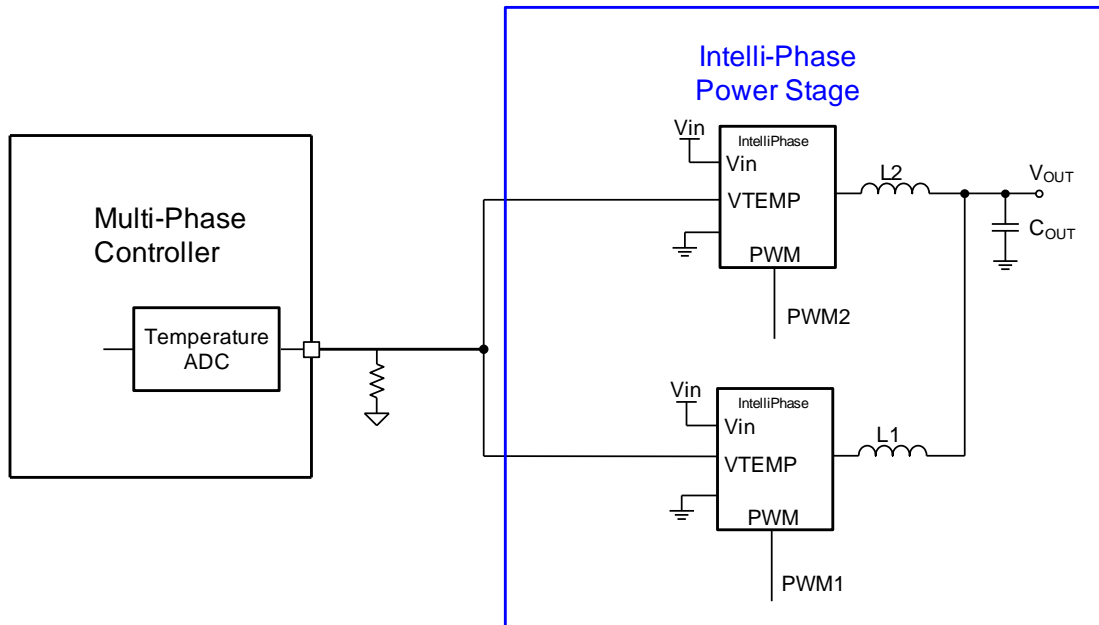 Intelli-Phase
Power Stage
Multi-Phase
Controller
Temperature
ADC
Vin
IntelliPhase
Vin
VTEMP
PWM
PWM2
L2
VOUT
COUT
Vin
IntelliPhase
Vin
VTEMP
PWM
PWM1
L1